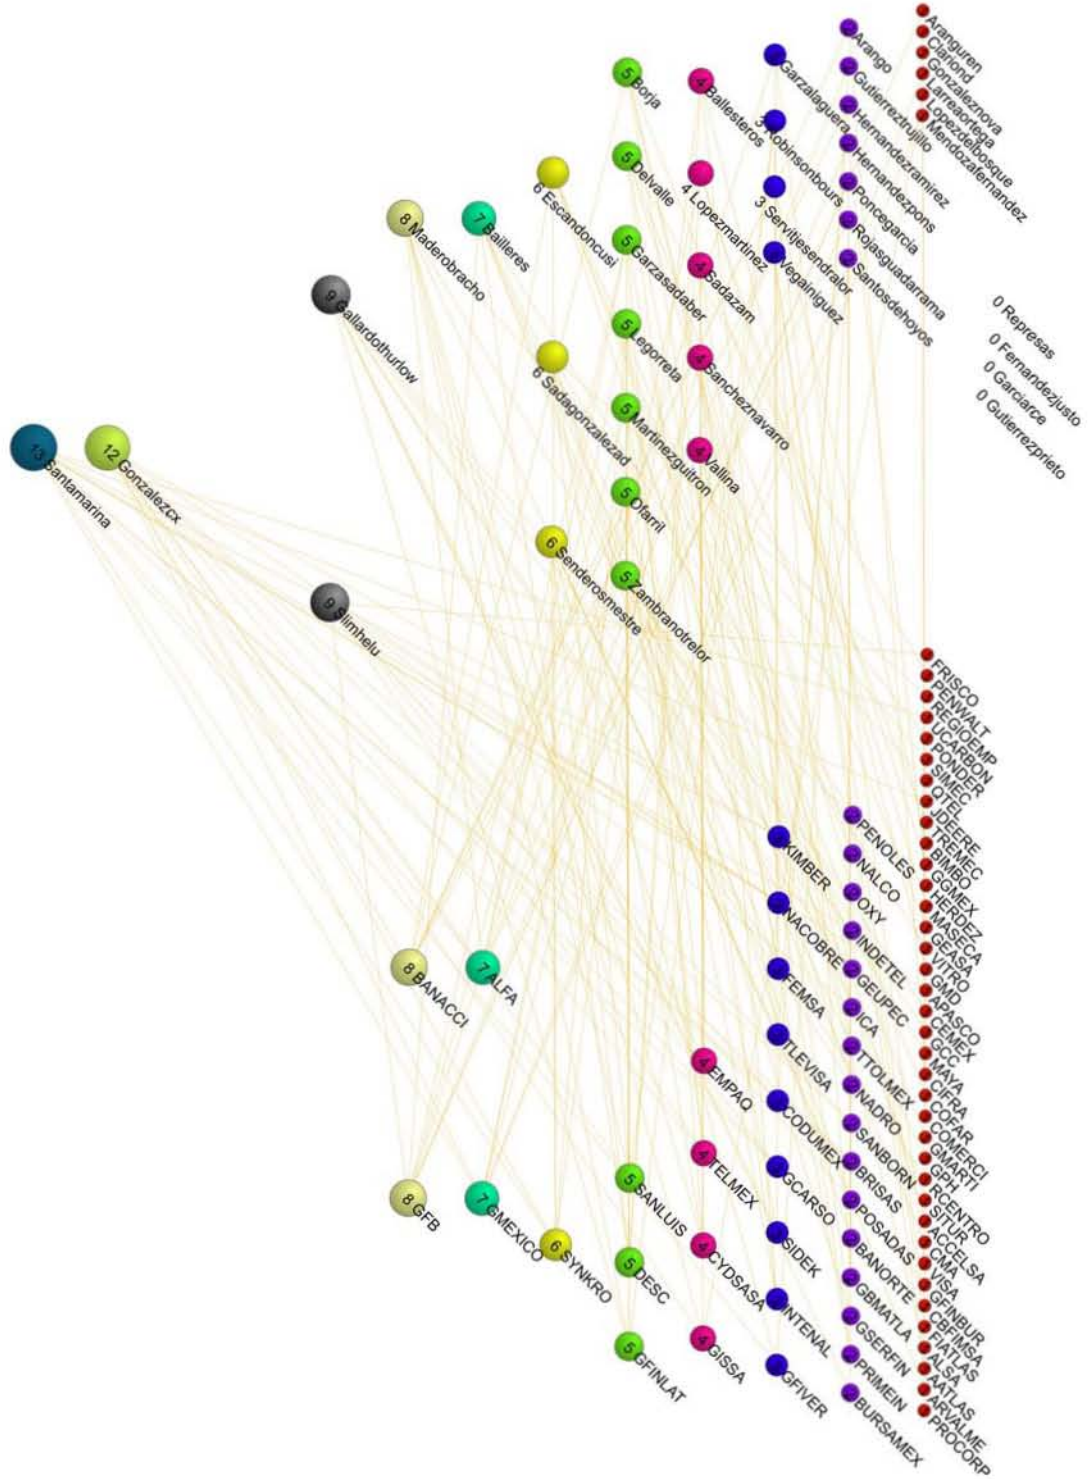 Aranguren
Clariond
Gonzaleznova
Larreaortega
Lopezdelbosque
Mendozafernandez
Arango
Gutierreztrujillo
Hernandezramirez
Hernandezpons
Poncegarcia
Rojasguadarrama
Santosdehoyos
Garzalaguera
3 Robinsonbours
3 Servitjesendralor
Vegainiguez
4 Ballesteros
4 Lopezmartinez
4 Sadazam
4 Sancheznavarro
4 Vallina
5 Borja
5 Delvalle
5 Garzasadaber
5 Legorreta
5 Martinezguitron
5 Ofarril
5 Zambranotrelor
6 Escandoncusi
6 Sadagonzalezad
6 Senderosmestre
7 Bailleres
8 Maderobracho
9 Gallardothurlow
9 Slimhelu
12 Gonzalezcx
13 Santamarina
0 Represas
0 Fernandezjusto
0 Garciarce
0 Gutierrezprieto
8 BANACCI
8 GFB
7 ALFA
7 GMEXICO
6 SYNKRO
5 SANLUIS
5 DESC
5 GFINLAT
4 EMPAQ
4 TELMEX
4 CYDSASA
4 GISSA
KIMBER
NACOBRE
FEMSA
TLEVISA
CODUMEX
GCARSO
SIDEK
INTENAL
GFIVER
PENOLES
NALCO
OXY
INDETEL
GEUPEC
ICA
TTOLMEX
NADRO
SANBORN
BRISAS
POSADAS
BANORTE
GBMATLA
GSERFIN
PRIMEIN
BURSAMEX
FRISCO
PENWALT
REGIOEMP
UCARBON
PONDER
SIMEC
QTEL
JDEERE
TREMEC
BIMBO
GGMEX
HERDEZ
MASECA
GEASA
VITRO
GMD
APASCO
CEMEX
GCC
MAYA
CIFRA
COFAR
COMERCI
GMARTI
GPH
RCENTRO
SITUR
ACCELSA
CMA
VISA
GFINBUR
CBFIMSA
FIATLAS
ALSA
AATLAS
ARVALME
PROCORP